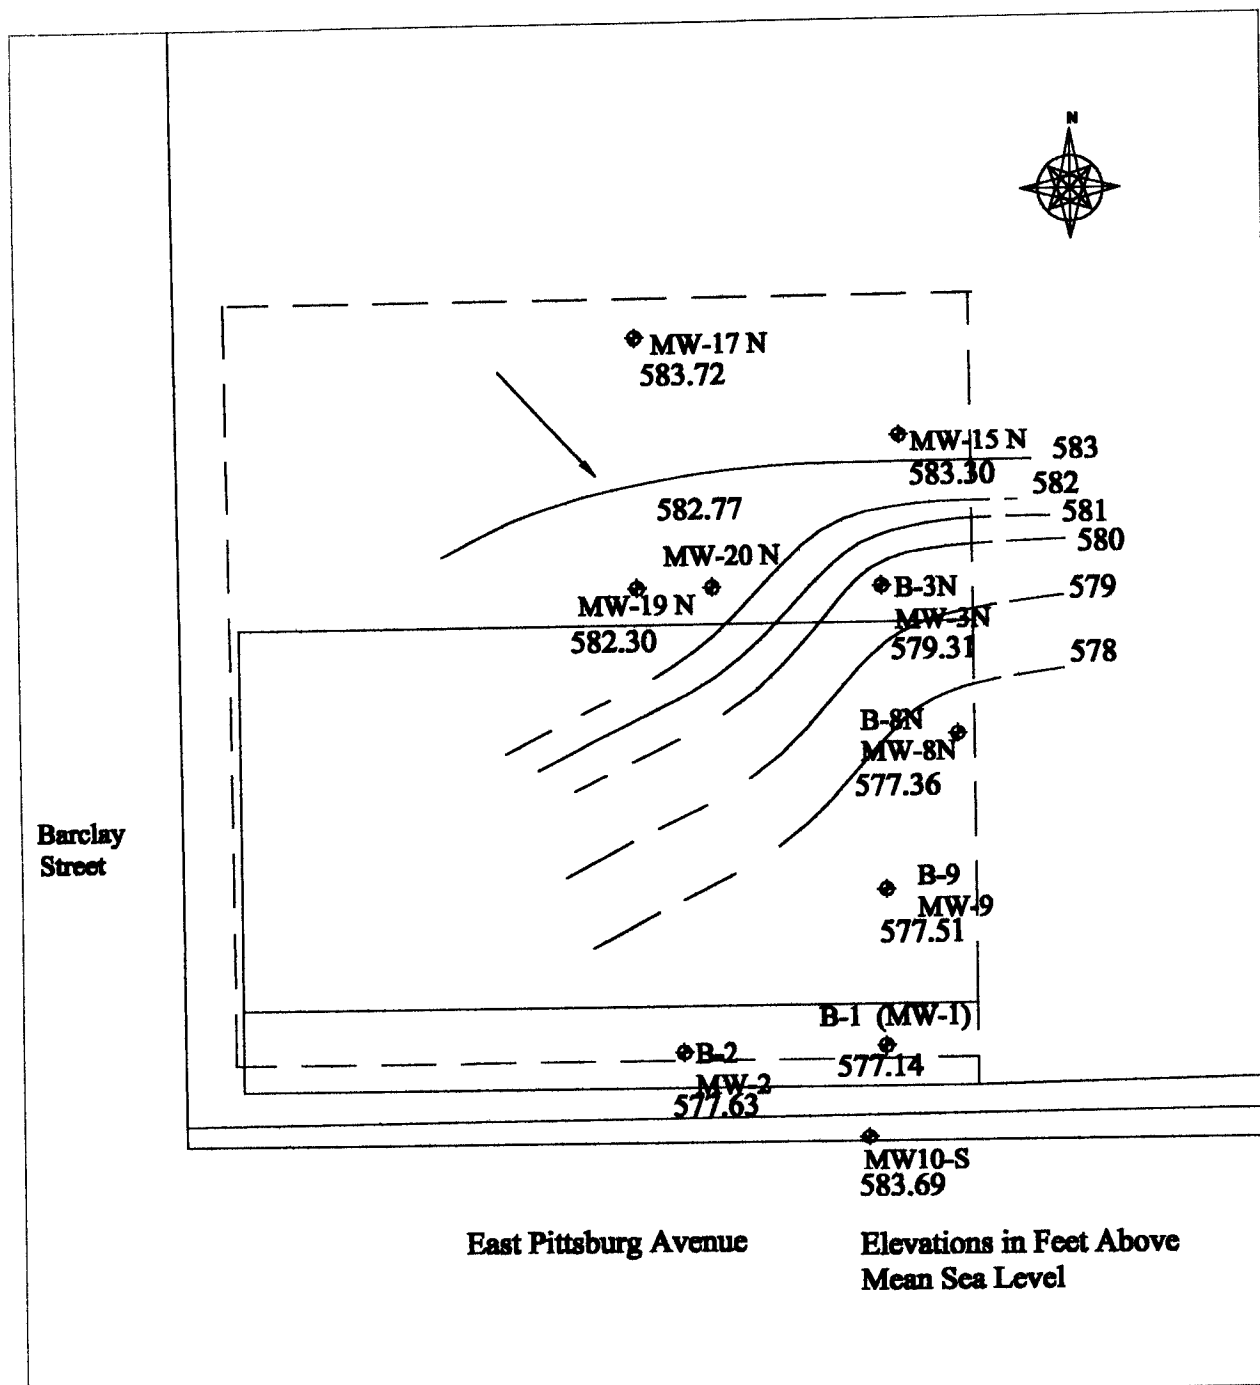 N
MW-17 N
583.72
MW-15 N
583.30
583
582
581
580
579
578
582.77
MW-20 N
MW-19 N
582.30
B-3N
MW-3N
579.31
B-8N
MW-8N
577.36
Barclay
Street
B-9
MW-9
577.51
B-1 (MW-1)
577.14
B-2
MW-2
577.63
MW10-S
583.69
East Pittsburg Avenue
Elevations in Feet Above
Mean Sea Level